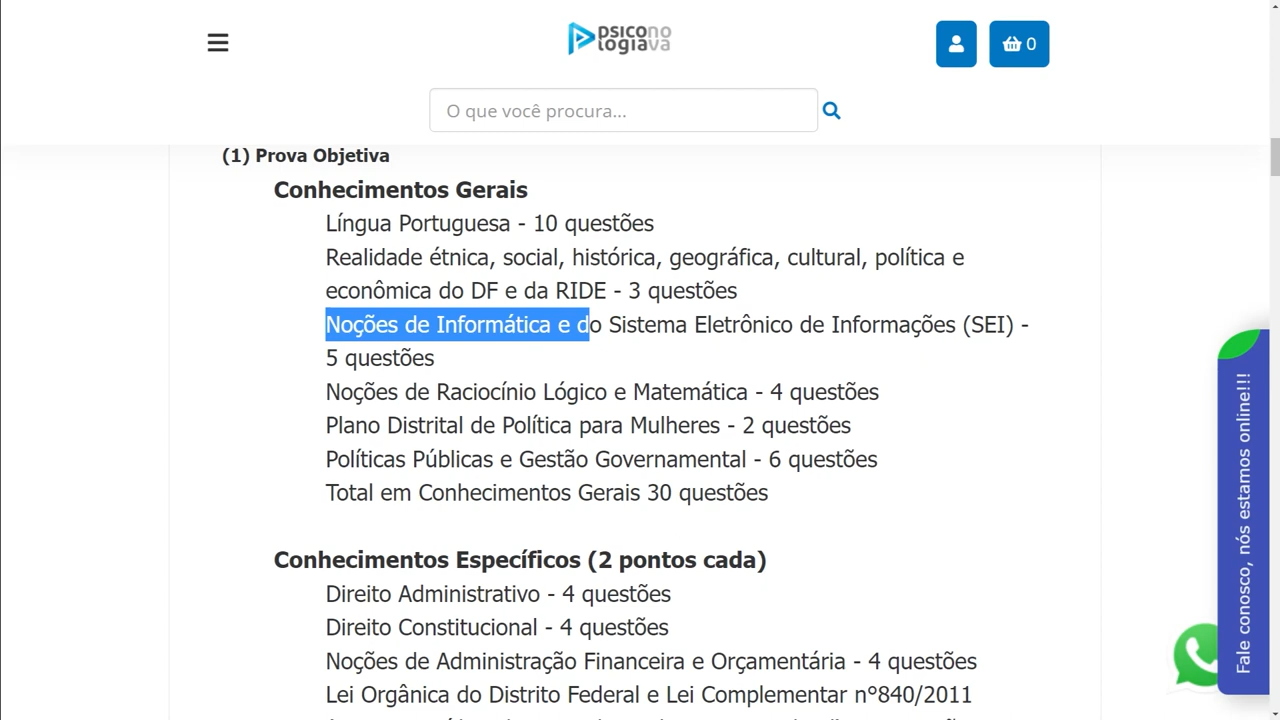 psicono
logiava
0
O que você procura...
(1) Prova Objetiva
Conhecimentos Gerais
Língua Portuguesa - 10 questões
Realidade étnica, social, histórica, geográfica, cultural, política e
econômica do DF e da RIDE - 3 questões
Noções de Informática e do Sistema Eletrônico de Informações (SEI) -
5 questões
Noções de Raciocínio Lógico e Matemática - 4 questões
Plano Distrital de Política para Mulheres - 2 questões
Políticas Públicas e Gestão Governamental - 6 questões
Total em Conhecimentos Gerais 30 questões
Conhecimentos Específicos (2 pontos cada)
Direito Administrativo - 4 questões
Direito Constitucional - 4 questões
Noções de Administração Financeira e Orçamentária - 4 questões
Lei Orgânica do Distrito Federal e Lei Complementar n°840/2011
Fale conosco, nós estamos online!!!